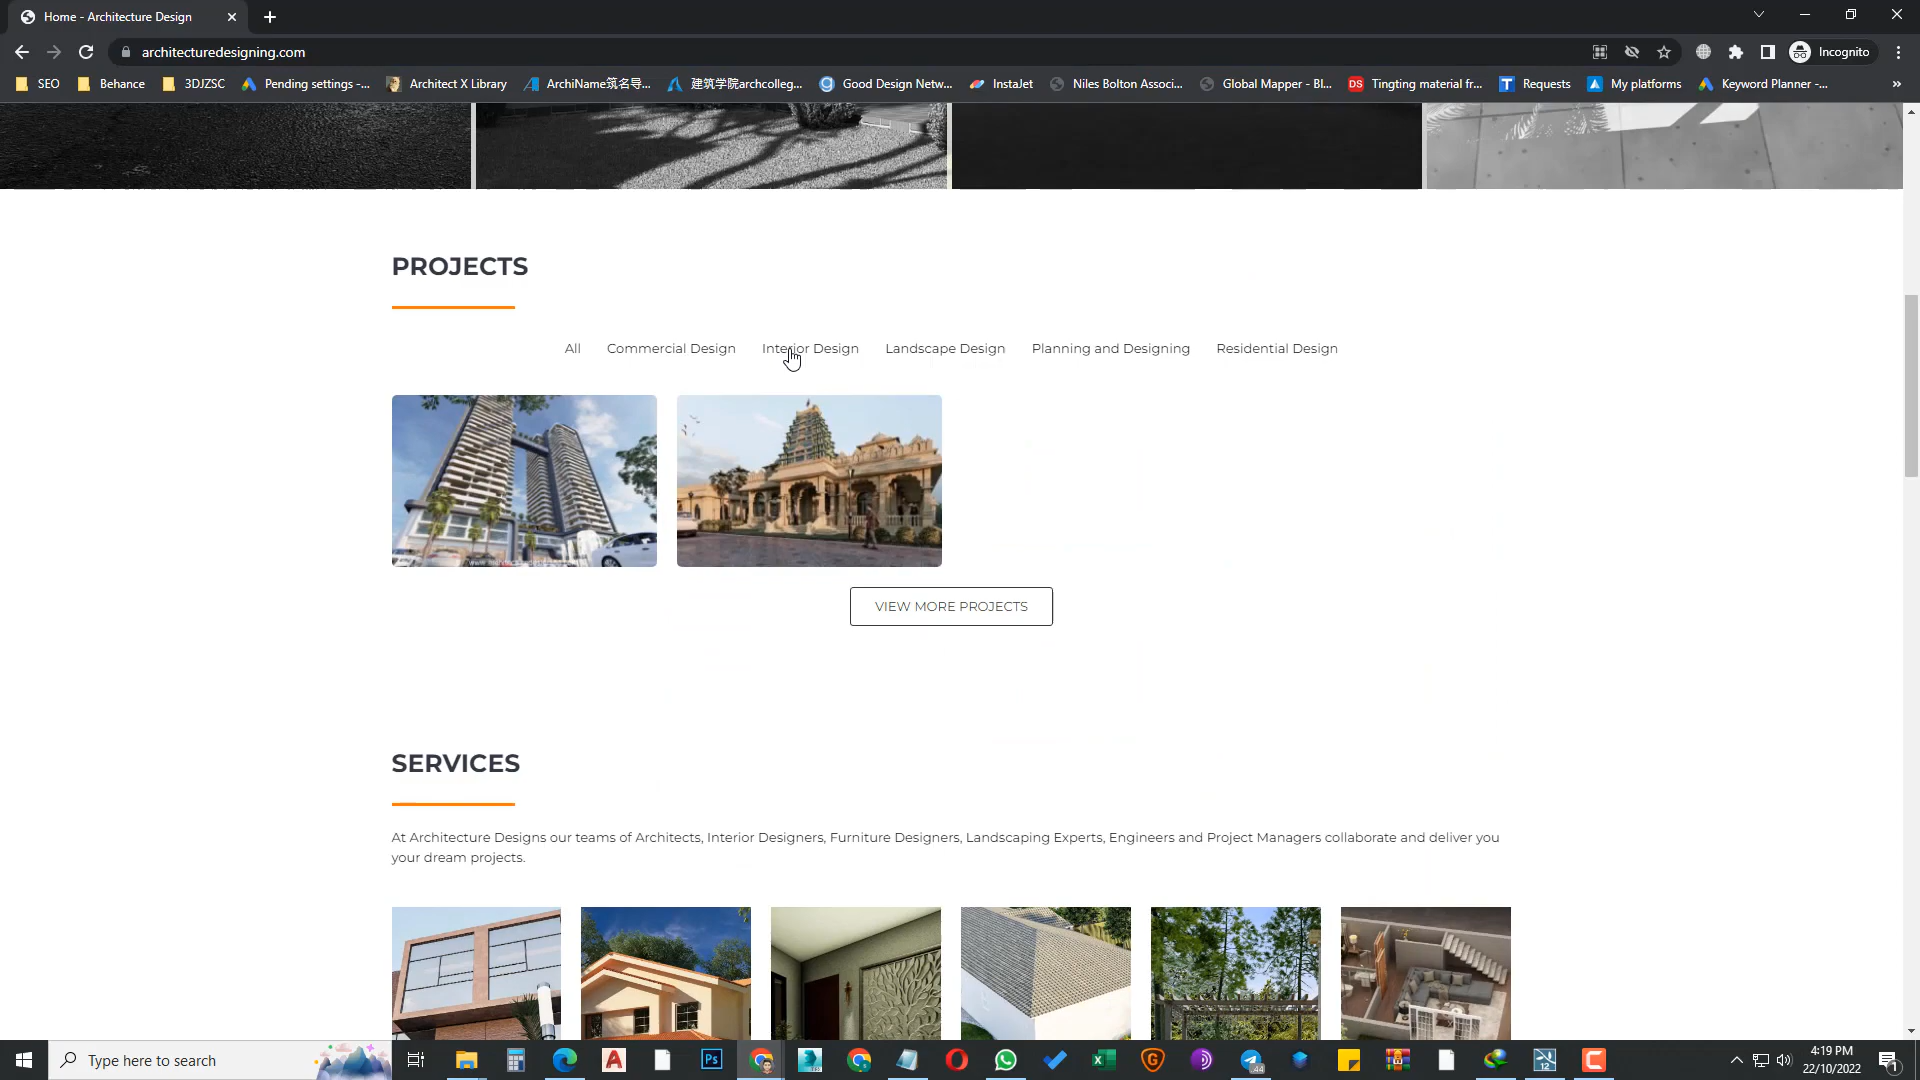 Home - Architecture Design
architecturedesigning.com
Incognito
SEO
Behance
3DJZSC
Pending settings -...
Architect X Library
ArchiName筑名导...
建筑学院archcolleg...
Good Design Netw...
InstaJet
Niles Bolton Associ...
Global Mapper - Bl...
DS
Tingting material fr...
T
Requests
My platforms
Keyword Planner -...
»
PROJECTS
All
Commercial Design
Interior Design
Landscape Design
Planning and Designing
Residential Design
VIEW MORE PROJECTS
SERVICES
At Architecture Designs our teams of Architects, Interior Designers, Furniture Designers, Landscaping Experts, Engineers and Project Managers collaborate and deliver you
your dream projects.
Type here to search
A
Ps
.44
12
4:19 PM
22/10/2022
1